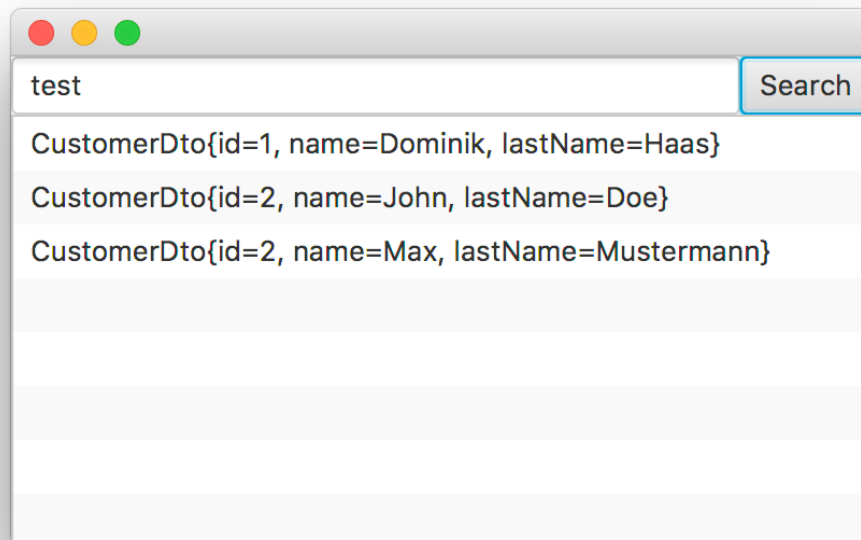 test Search
CustomerDto{id=1, name=Dominik, lastName=Haas}
CustomerDto{id=2, name=John, lastName=Doe}
CustomerDto{id=2, name=Max, lastName=Mustermann}